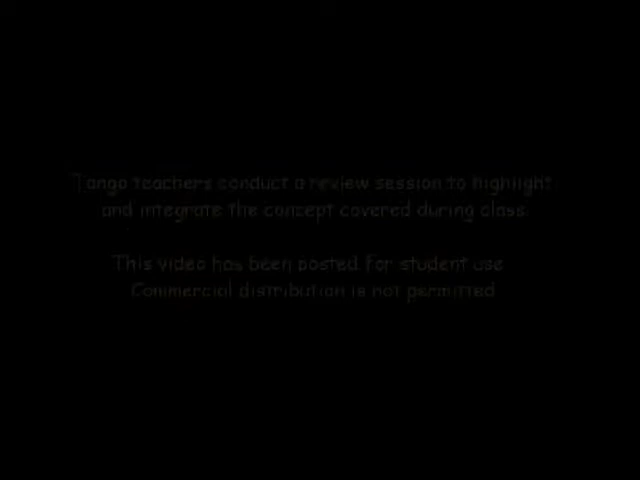 Tango teachers conduct a review session to highlight
and integrate the concept covered during class.
This video has been posted for student use
Commercial distribution is not permitted